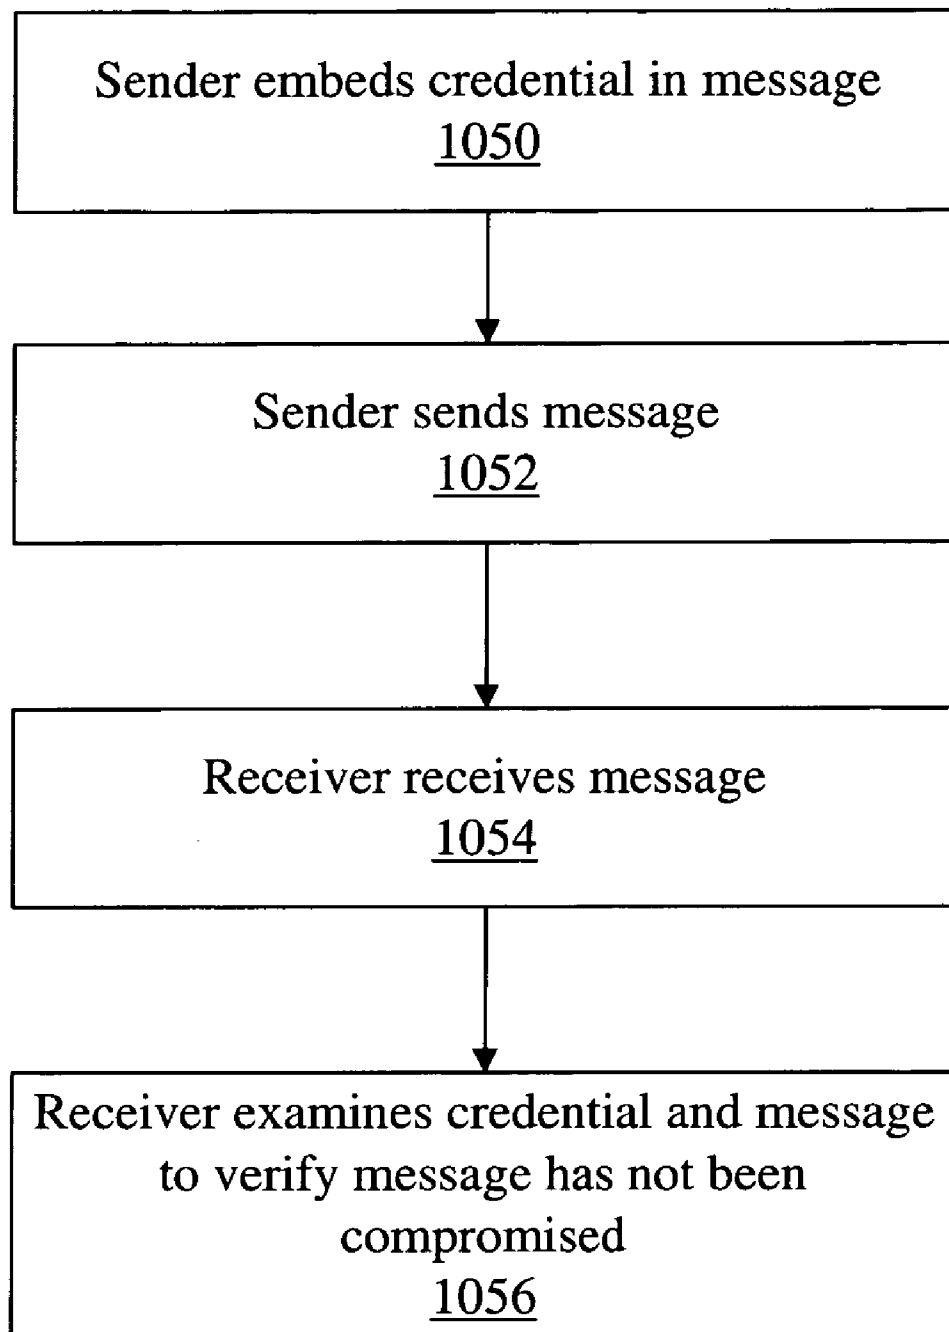 Sender embeds credential in message
1050
Sender sends message
1052
Receiver receives message
1054
Receiver examines credential and message
to verify message has not been
compromised
1056